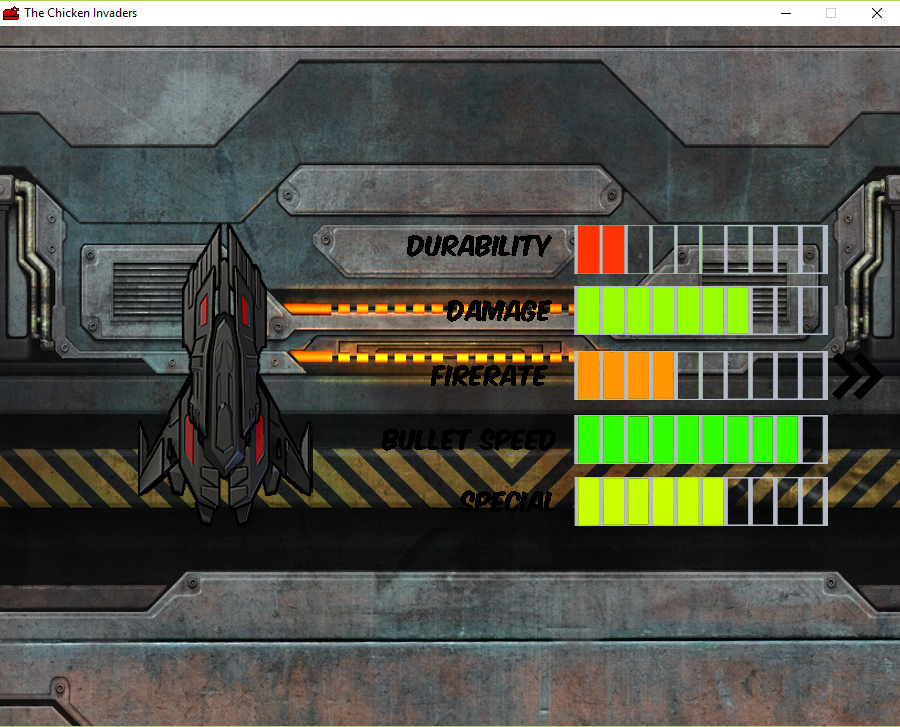 The Chicken Invaders
DURABILITY
DAMAGE
FIRERATE
BULLET SPEED
SPECIAL